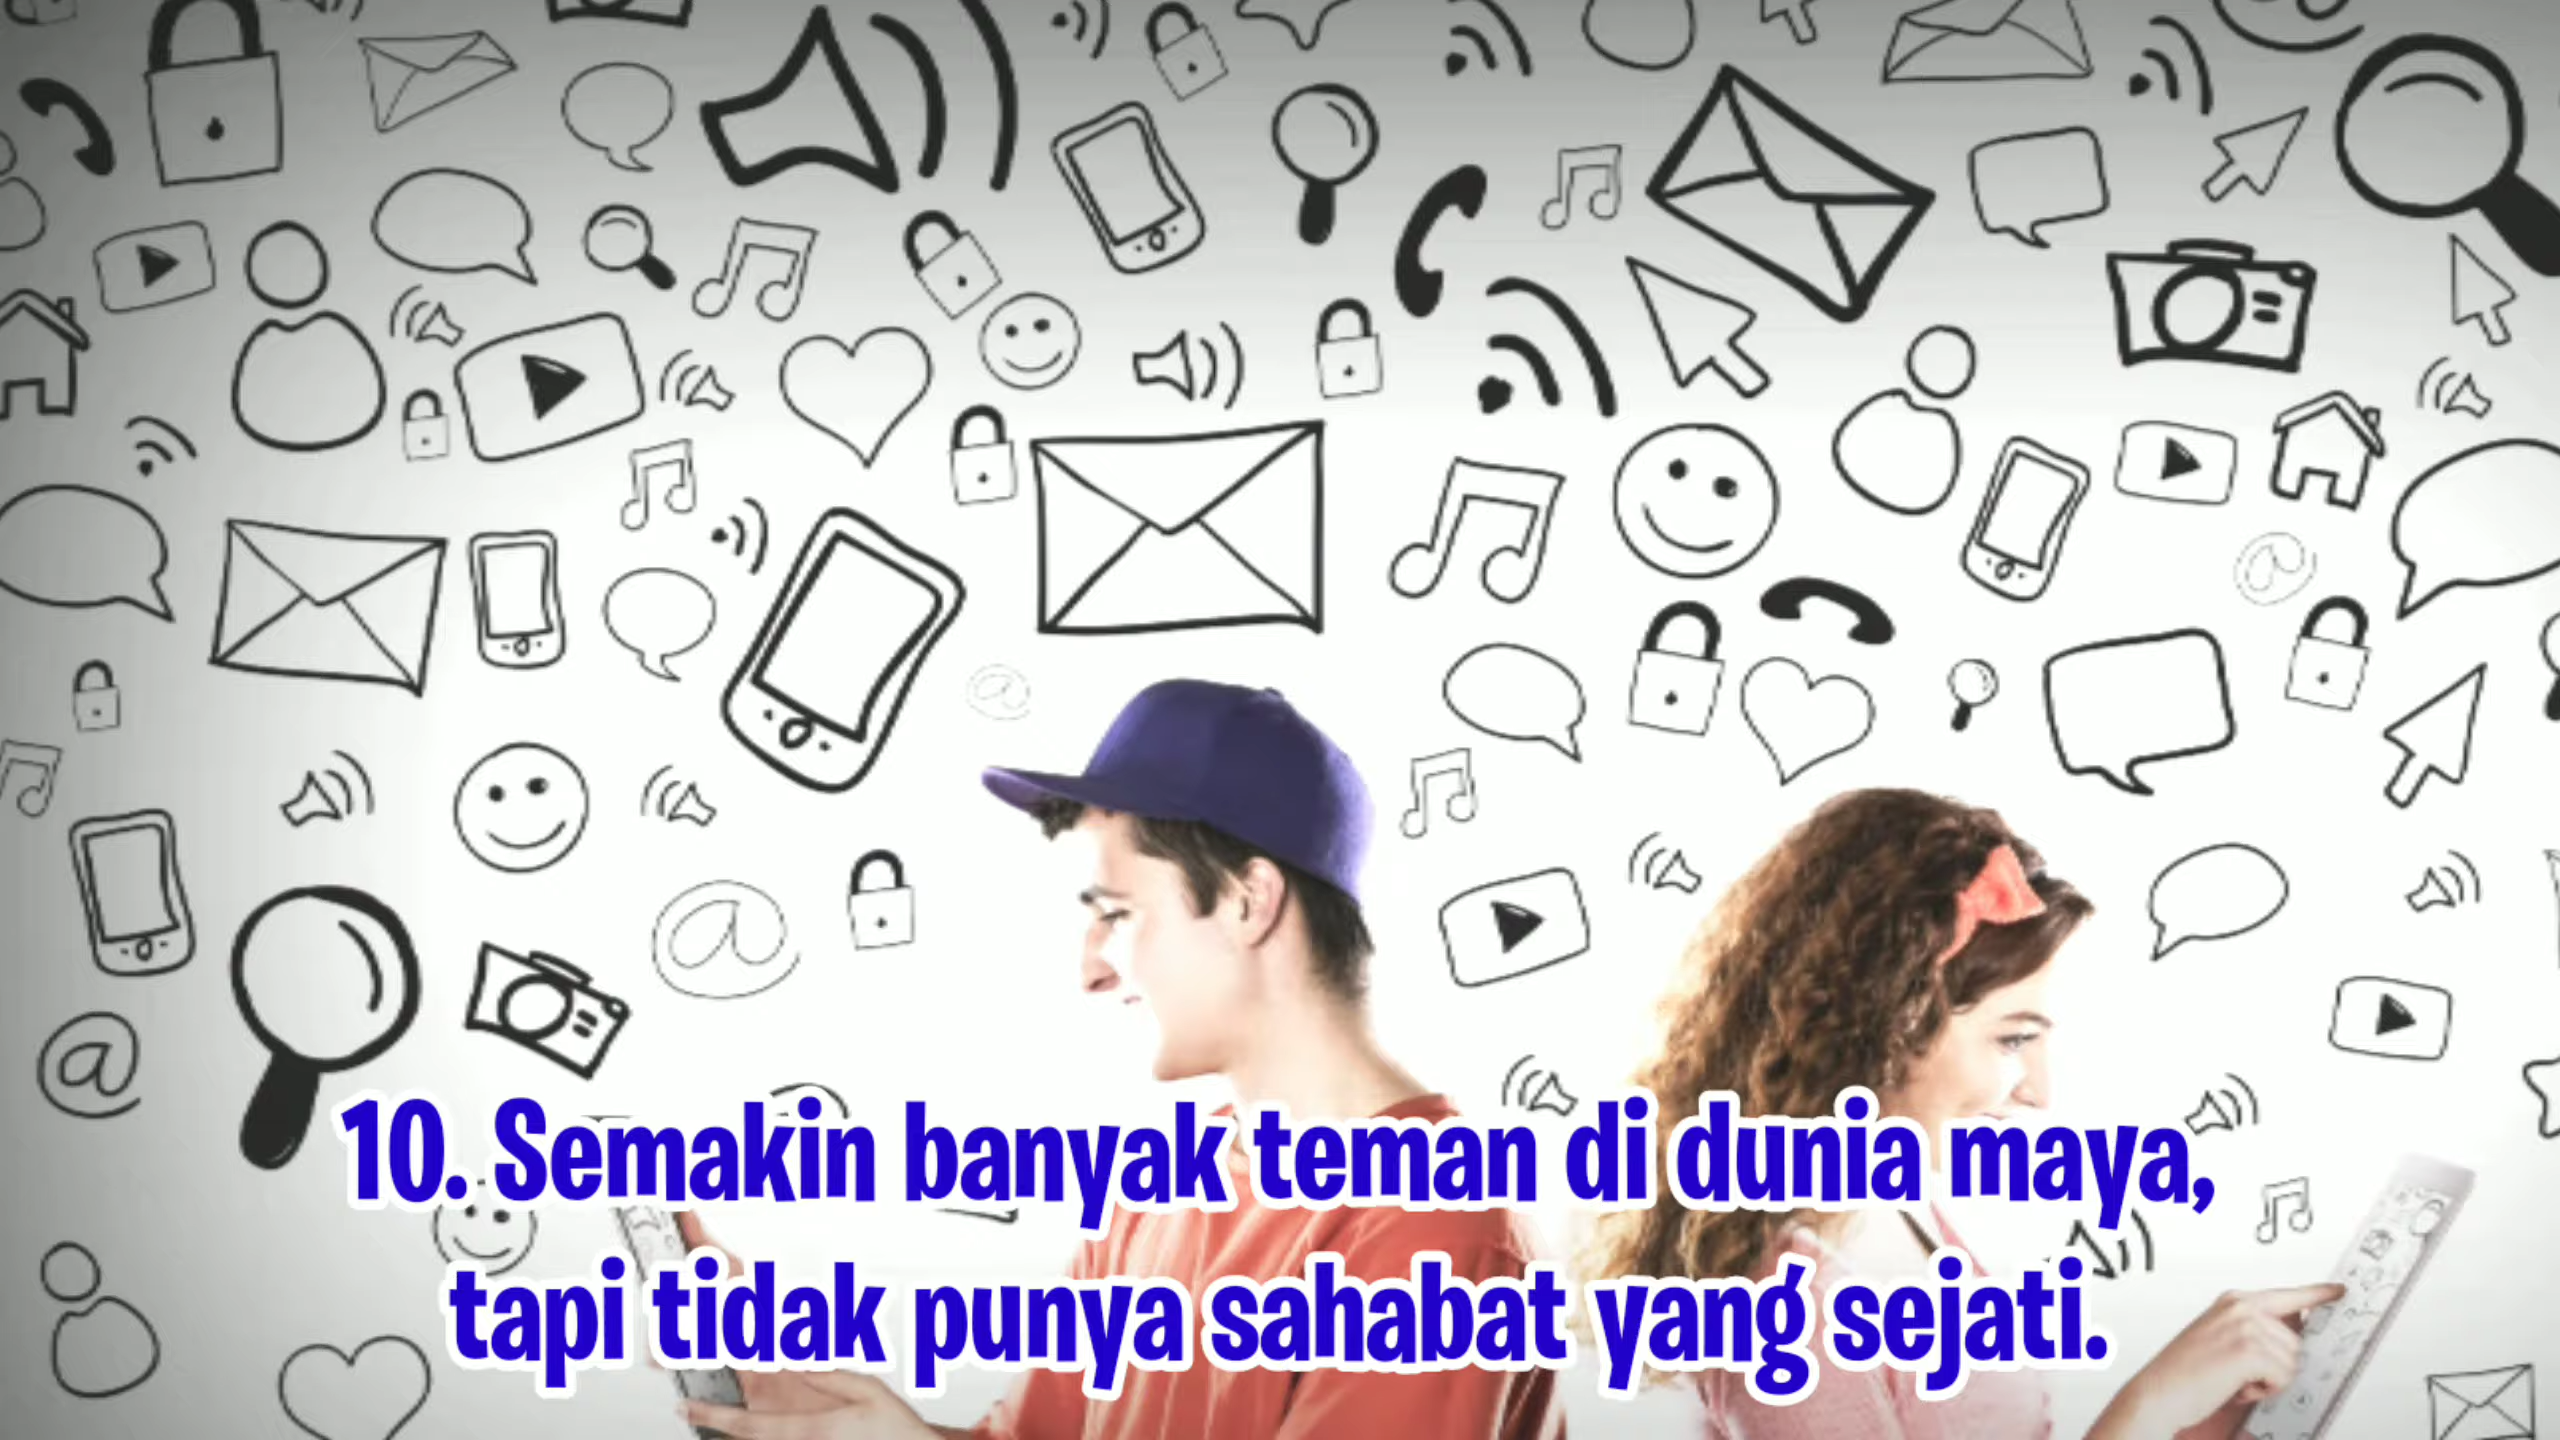 10. Semakin banyak teman di dunia maya,
tapi tidak punya sahabat yang sejati.